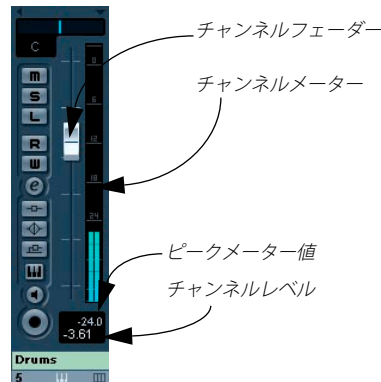 チャンネルフェーダー
C
0
チャンネルメーター
M
S
6
L
R
12
W
e
18
24
ピークメーター値
チャンネルレベル
-24.0
-3.61
Drums
5